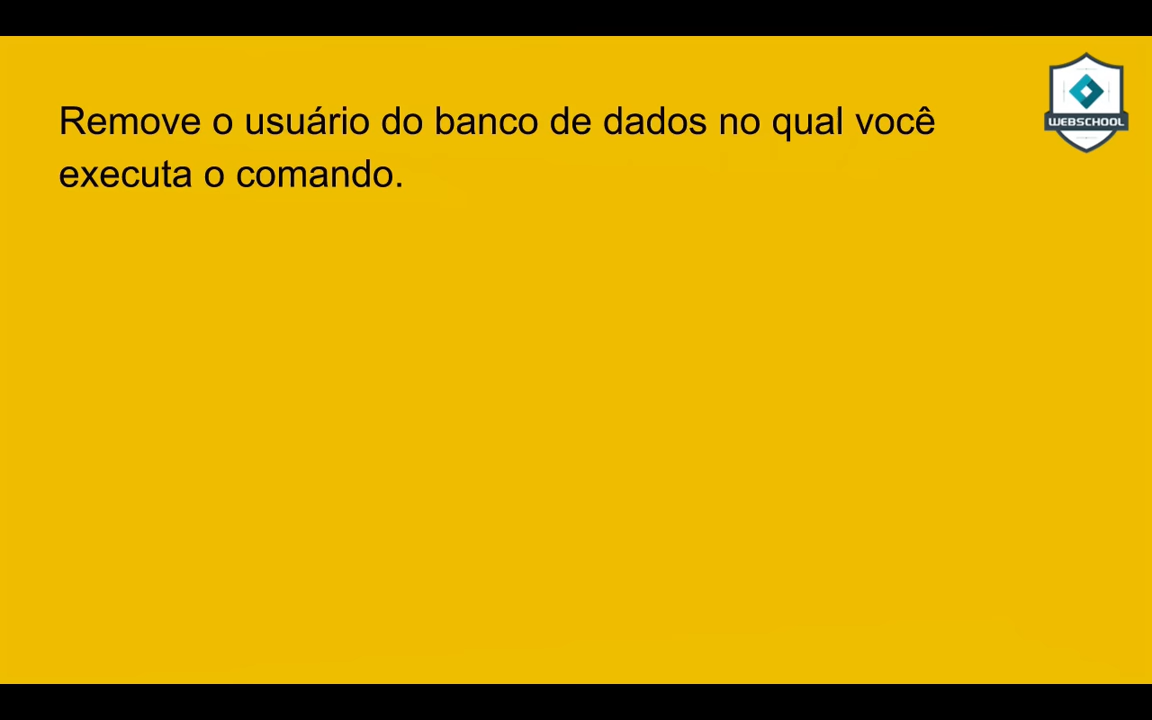 Remove o usuário do banco de dados no qual você
executa o comando.
WEBSCHOOL